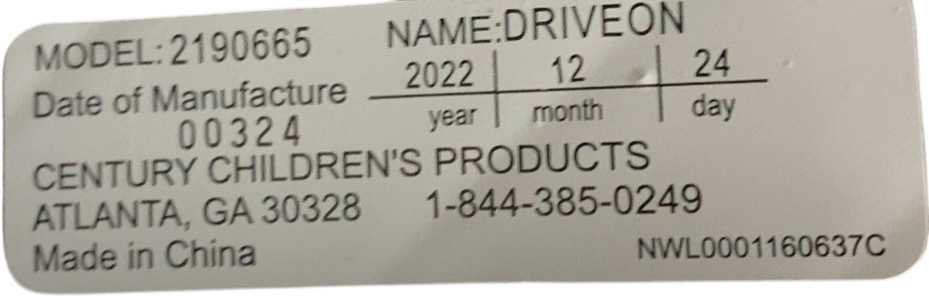 MODEL: 2190665 NAME:DRIVEON
Date of Manufacture 2022 12 24
year month day
00324
CENTURY CHILDREN'S PRODUCTS
ATLANTA, GA 30328 1-844-385-0249
Made in China NWL0001160637C